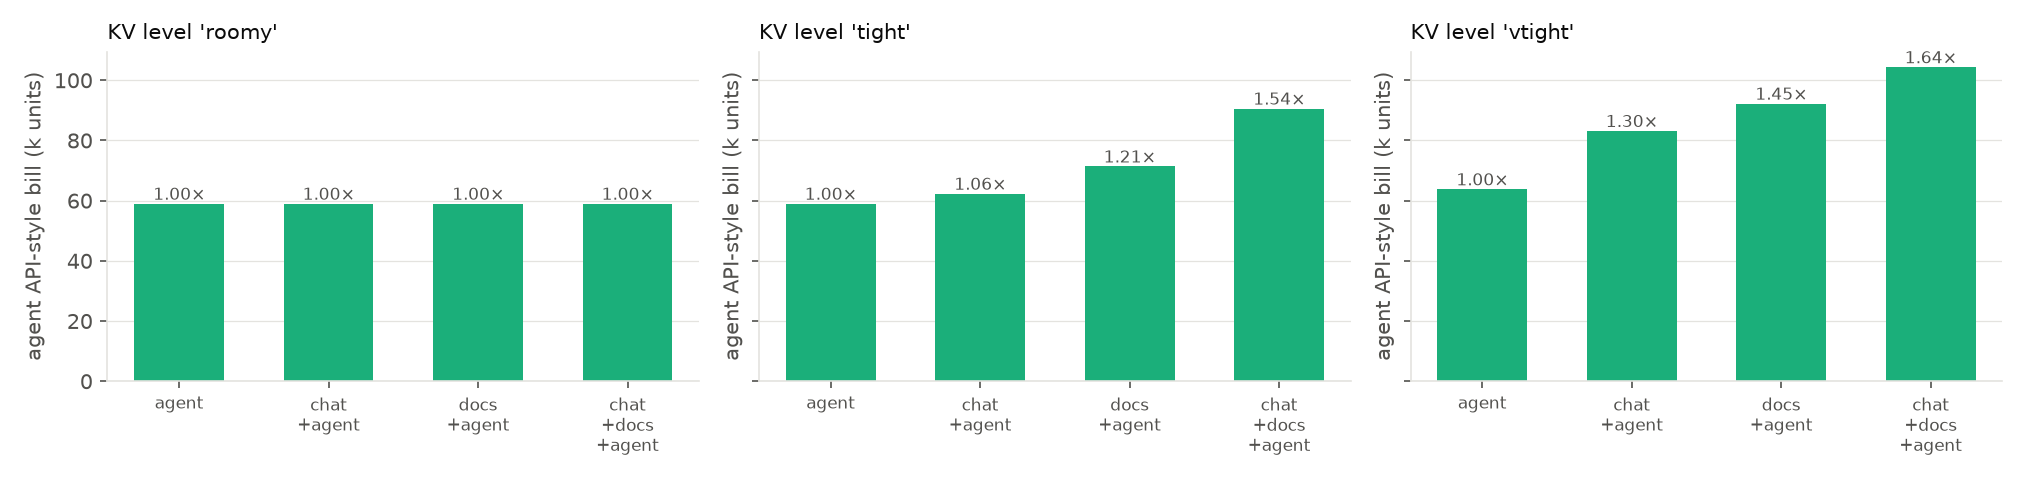 KV level 'roomy'
agent API-style bill (k units)
100
80
60
40
20
0
1.00×
1.00×
1.00×
1.00×
agent
chat
+agent
docs
+agent
chat
+docs
+agent
KV level 'tight'
agent API-style bill (k units)
1.00×
1.06×
1.21×
1.54×
agent
chat
+agent
docs
+agent
chat
+docs
+agent
KV level 'vtight'
agent API-style bill (k units)
1.00×
1.30×
1.45×
1.64×
agent
chat
+agent
docs
+agent
chat
+docs
+agent